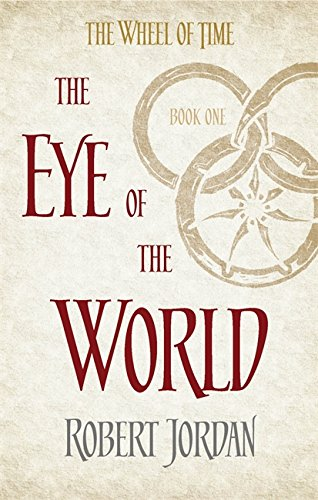 THE WHEEL OF TIME
THE
BOOK ONE
EYE OF
THE
WORLD
ROBERT JORDAN